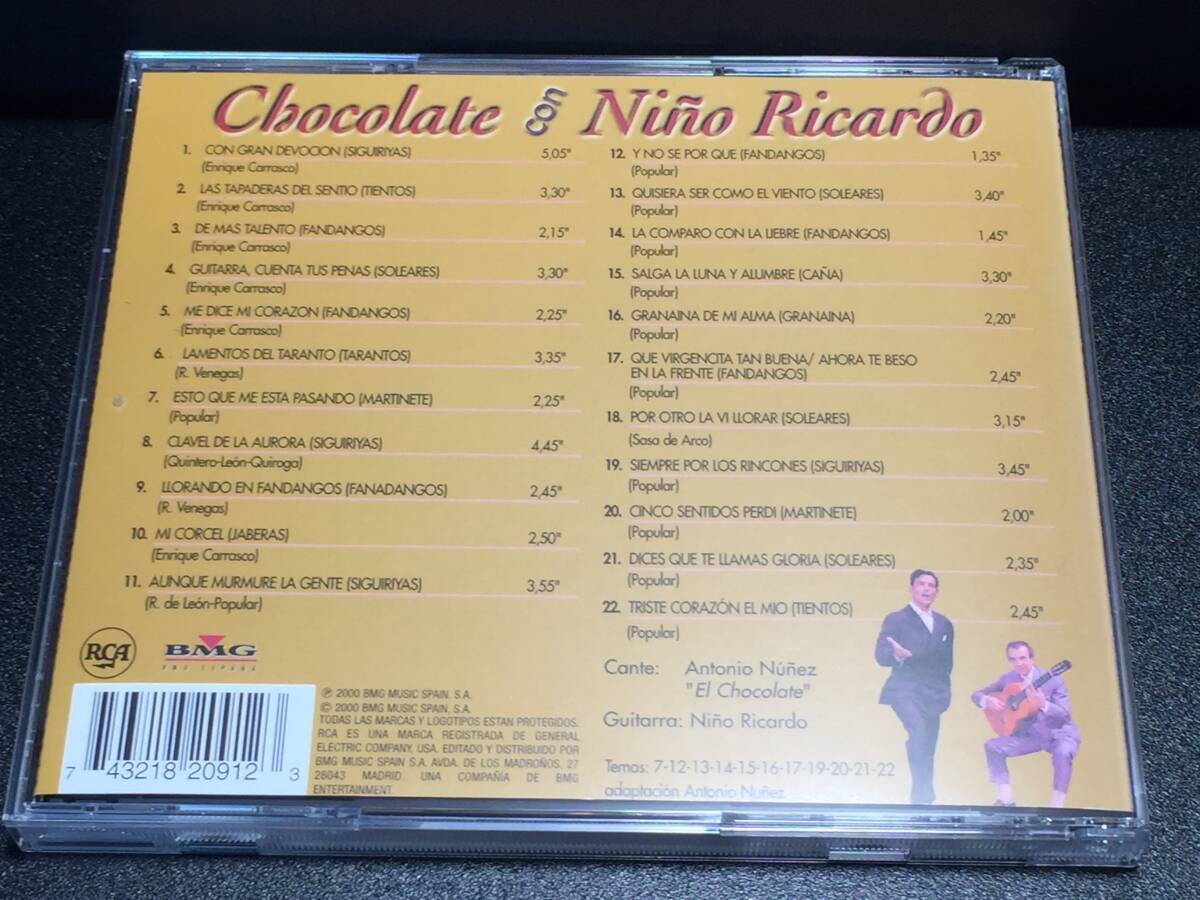 Chocolate con Niño Ricardo
1. CON GRAN DEVOCION (SIGUIRIYAS) 5,05"
(Enrique Carrasco)
2. LAS TAPADERAS DEL SENTIO (TIENTOS) 3,30"
(Enrique Carrasco)
3. DE MAS TALENTO (FANDANGOS) 2,15"
(Enrique Carrasco)
4. GUITARRA, CUENTA TUS PENAS (SOLEARES) 3,30"
(Enrique Carrasco)
5. ME DICE MI CORAZON (FANDANGOS) 2,25"
(Enrique Carrasco)
6. LAMENTOS DEL TARANTO (TARANTOS) 3,35"
(R. Venegas)
7. ESTO QUE ME ESTA PASANDO (MARTINETE) 2,25"
(Popular)
8. CLAVEL DE LA AURORA (SIGUIRIYAS) 4,45"
(Quintero-León-Quiroga)
9. LLORANDO EN FANDANGOS (FANADANGOS) 2,45"
(R. Venegas)
10. MI CORCEL (JABERAS) 2,50"
(Enrique Carrasco)
11. AUNQUE MURMURE LA GENTE (SIGUIRIYAS) 3,55"
(R. de León-Popular)
12. Y NO SE POR QUE (FANDANGOS) 1,35"
(Popular)
13. QUISIERA SER COMO EL VIENTO (SOLEARES) 3,40"
(Popular)
14. LA COMPARO CON LA LIEBRE (FANDANGOS) 1,45"
(Popular)
15. SALGA LA LUNA Y ALUMBRE (CAÑA) 3,30"
(Popular)
16. GRANAINA DE MI ALMA (GRANAINA) 2,20"
(Popular)
17. QUE VIRGENCITA TAN BUENA/ AHORA TE BESO
EN LA FRENTE (FANDANGOS) 2,45"
(Popular)
18. POR OTRO LA VI LLORAR (SOLEARES) 3,15"
(Sasa de Arco)
19. SIEMPRE POR LOS RINCONES (SIGUIRIYAS) 3,45"
(Popular)
20. CINCO SENTIDOS PERDI (MARTINETE) 2,00"
(Popular)
21. DICES QUE TE LLAMAS GLORIA (SOLEARES) 2,35"
(Popular)
22. TRISTE CORAZÓN EL MIO (TIENTOS) 2,45"
(Popular)
Cante: Antonio Núñez
"El Chocolate"
Guitarra: Niño Ricardo
Temas: 7-12-13-14-15-16-17-19-20-21-22
adaptación Antonio Nuñez
RCA
BMG
BMG ESPAÑA
℗ 2000 BMG MUSIC SPAIN, S.A.
© 2000 BMG MUSIC SPAIN, S.A.
TODAS LAS MARCAS Y LOGOTIPOS ESTAN PROTEGIDOS.
RCA ES UNA MARCA REGISTRADA DE GENERAL
ELECTRIC COMPANY, USA. EDITADO Y DISTRIBUIDO POR
BMG MUSIC SPAIN S.A. AVDA. DE LOS MADROÑOS, 27
28043 MADRID. UNA COMPAÑÍA DE BMG
ENTERTAINMENT.
7 43218 20912 3